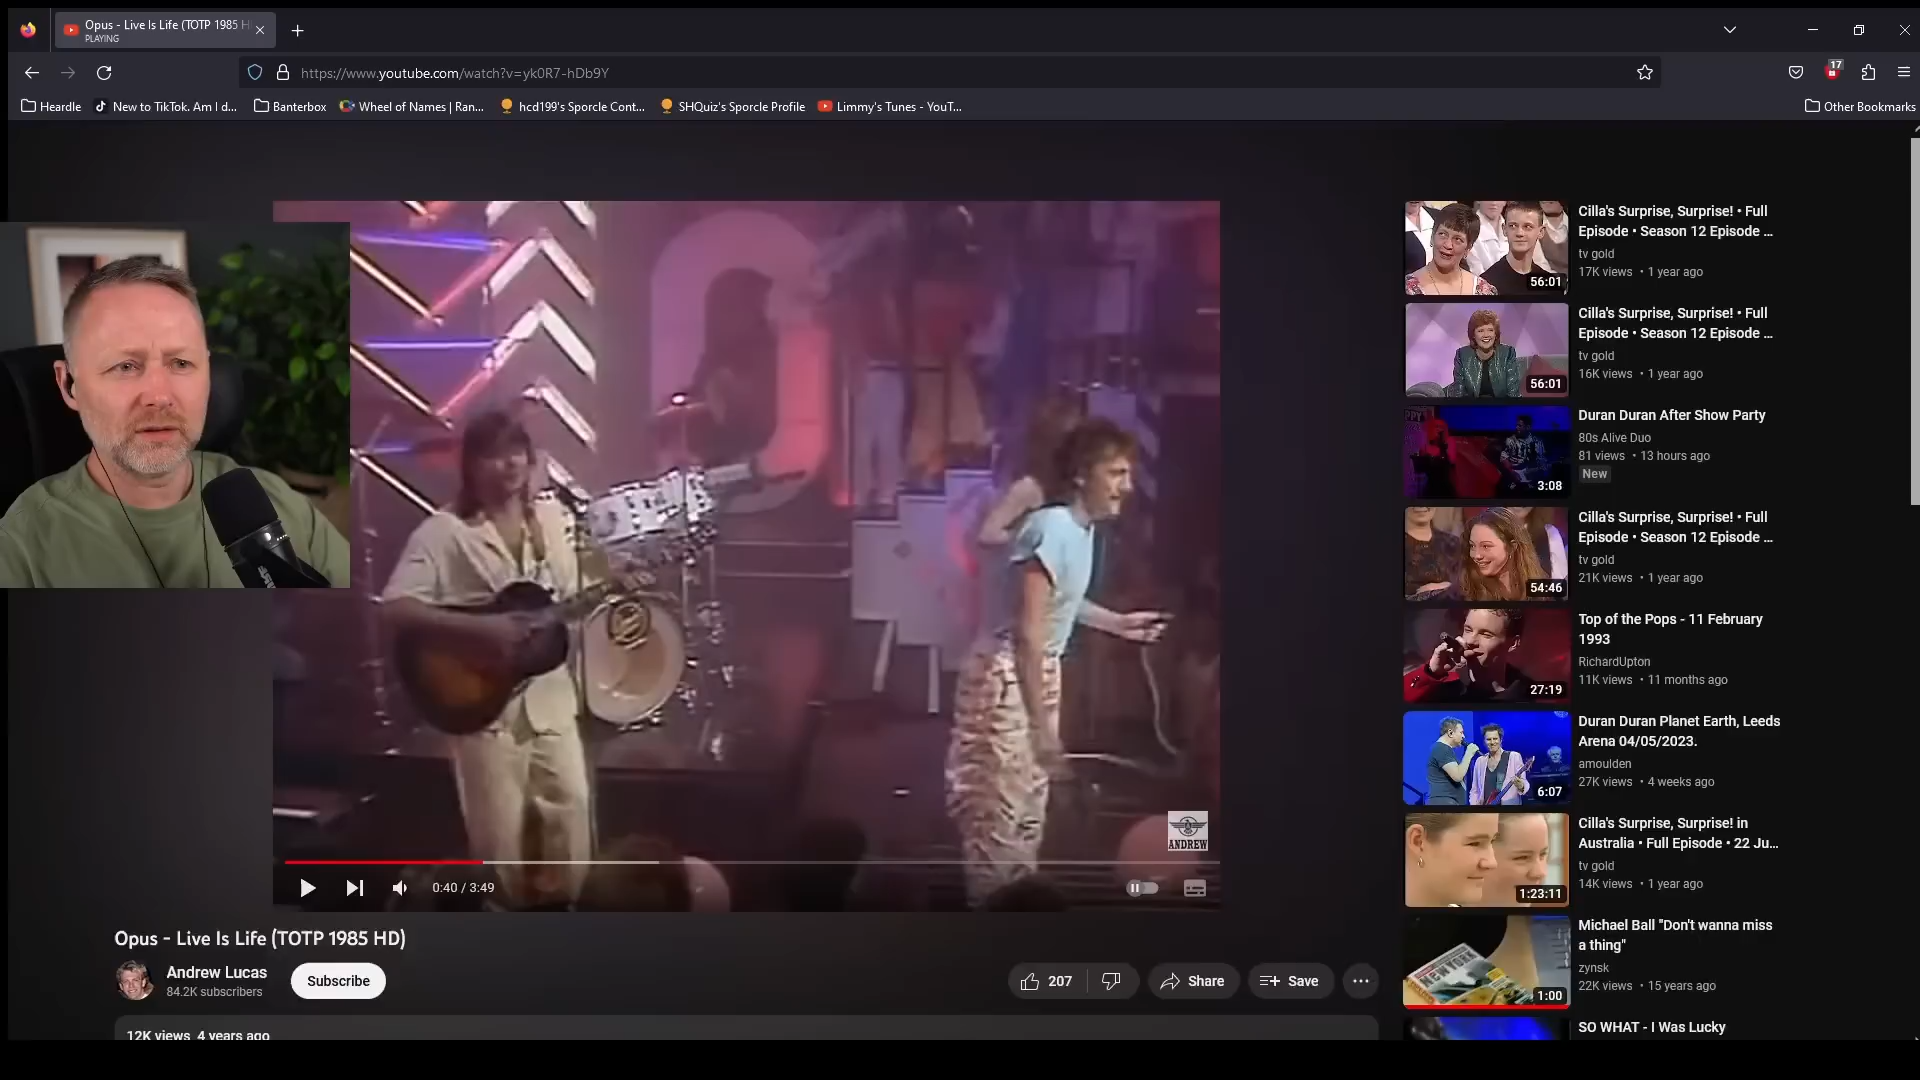 Opus - Live Is Life (TOTP 1985 H
PLAYING
https://www.youtube.com/watch?v=yk0R7-hDb9Y
17
Heardle
New to TikTok. Am I d...
Banterbox
Wheel of Names | Ran...
hcd199's Sporcle Cont...
SHQuiz's Sporcle Profile
Limmy's Tunes - YouT...
Other Bookmarks
ANDREW
0:40 / 3:49
Opus - Live Is Life (TOTP 1985 HD)
Andrew Lucas
84.2K subscribers
Subscribe
207
Share
Save
12K views 4 years ago
56:01
Cilla's Surprise, Surprise! • Full
Episode • Season 12 Episode ...
tv gold
17K views • 1 year ago
56:01
Cilla's Surprise, Surprise! • Full
Episode • Season 12 Episode ...
tv gold
16K views • 1 year ago
3:08
Duran Duran After Show Party
80s Alive Duo
81 views • 13 hours ago
New
54:46
Cilla's Surprise, Surprise! • Full
Episode • Season 12 Episode ...
tv gold
21K views • 1 year ago
27:19
Top of the Pops - 11 February
1993
RichardUpton
11K views • 11 months ago
6:07
Duran Duran Planet Earth, Leeds
Arena 04/05/2023.
amoulden
27K views • 4 weeks ago
1:23:11
Cilla's Surprise, Surprise! in
Australia • Full Episode • 22 Ju...
tv gold
14K views • 1 year ago
1:00
Michael Ball "Don't wanna miss
a thing"
zynsk
22K views • 15 years ago
SO WHAT - I Was Lucky